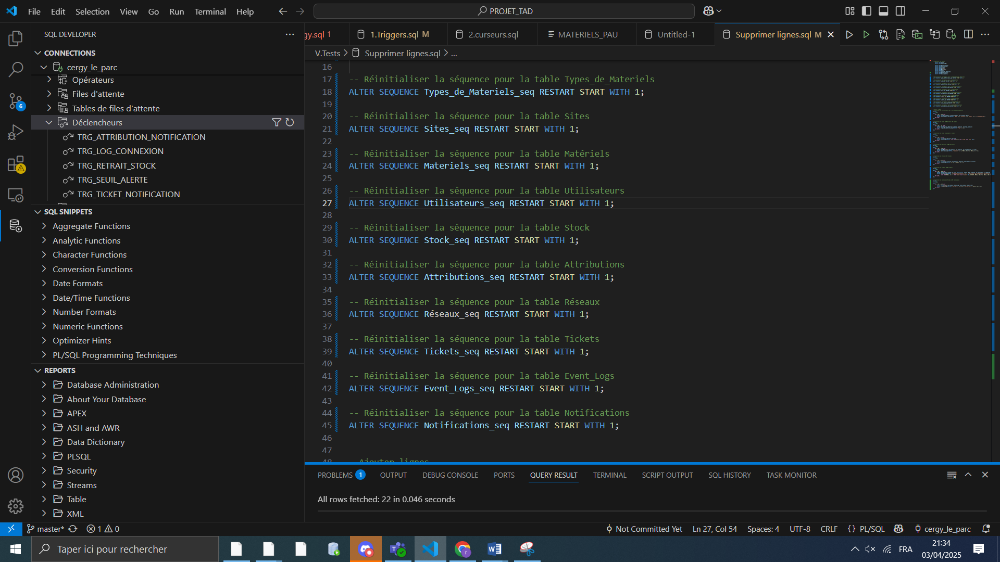 File Edit Selection View Go Run Terminal Help
PROJET_TAD
SQL DEVELOPER
gy.sql 1
1.Triggers.sql M
2.curseurs.sql
MATERIELS_PAU
Untitled-1
Supprimer lignes.sql M
V.Tests > Supprimer lignes.sql > ...
CONNECTIONS
cergy_le_parc
Opérateurs
Files d'attente
Tables de files d'attente
Déclencheurs
TRG_ATTRIBUTION_NOTIFICATION
TRG_LOG_CONNEXION
TRG_RETRAIT_STOCK
TRG_SEUIL_ALERTE
TRG_TICKET_NOTIFICATION
SQL SNIPPETS
Aggregate Functions
Analytic Functions
Character Functions
Conversion Functions
Date Formats
Date/Time Functions
Number Formats
Numeric Functions
Optimizer Hints
PL/SQL Programming Techniques
REPORTS
Database Administration
About Your Database
APEX
ASH and AWR
Data Dictionary
PLSQL
Security
Streams
Table
XML
6
16
17 -- Réinitialiser la séquence pour la table Types_de_Materiels
18 ALTER SEQUENCE Types_de_Materiels_seq RESTART START WITH 1;
19
20 -- Réinitialiser la séquence pour la table Sites
21 ALTER SEQUENCE Sites_seq RESTART START WITH 1;
22
23 -- Réinitialiser la séquence pour la table Matériels
24 ALTER SEQUENCE Materiels_seq RESTART START WITH 1;
25
26 -- Réinitialiser la séquence pour la table Utilisateurs
27 ALTER SEQUENCE Utilisateurs_seq RESTART START WITH 1;
28
29 -- Réinitialiser la séquence pour la table Stock
30 ALTER SEQUENCE Stock_seq RESTART START WITH 1;
31
32 -- Réinitialiser la séquence pour la table Attributions
33 ALTER SEQUENCE Attributions_seq RESTART START WITH 1;
34
35 -- Réinitialiser la séquence pour la table Réseaux
36 ALTER SEQUENCE Réseaux_seq RESTART START WITH 1;
37
38 -- Réinitialiser la séquence pour la table Tickets
39 ALTER SEQUENCE Tickets_seq RESTART START WITH 1;
40
41 -- Réinitialiser la séquence pour la table Event_Logs
42 ALTER SEQUENCE Event_Logs_seq RESTART START WITH 1;
43
44 -- Réinitialiser la séquence pour la table Notifications
45 ALTER SEQUENCE Notifications_seq RESTART START WITH 1;
46
47
48 Ajouter lignes
PROBLEMS 1 OUTPUT DEBUG CONSOLE PORTS QUERY RESULT TERMINAL SCRIPT OUTPUT SQL HISTORY TASK MONITOR
All rows fetched: 22 in 0.046 seconds
master* 1 0 Not Committed Yet Ln 27, Col 54 Spaces: 4 UTF-8 CRLF {} PL/SQL cergy_le_parc
Taper ici pour rechercher
FRA
21:34
03/04/2025